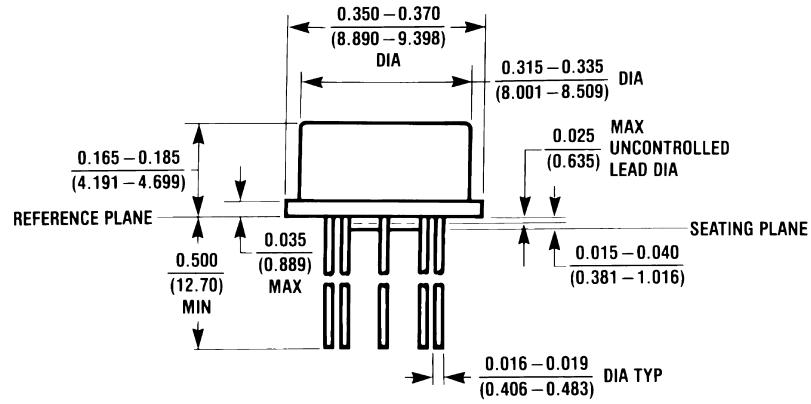 0.350 – 0.370
(8.890 – 9.398)
DIA
0.315 – 0.335
(8.001 – 8.509)
DIA
0.025
(0.635)
MAX
UNCONTROLLED
LEAD DIA
0.165 – 0.185
(4.191 – 4.699)
REFERENCE PLANE
SEATING PLANE
0.035
(0.889)
MAX
0.500
(12.70)
MIN
0.015 – 0.040
(0.381 – 1.016)
0.016 – 0.019
(0.406 – 0.483)
DIA TYP